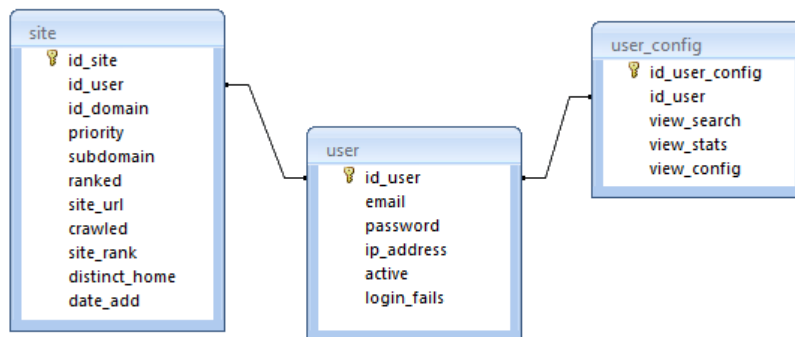 site
id_site
id_user
id_domain
priority
subdomain
ranked
site_url
crawled
site_rank
distinct_home
date_add
user
id_user
email
password
ip_address
active
login_fails
user_config
id_user_config
id_user
view_search
view_stats
view_config